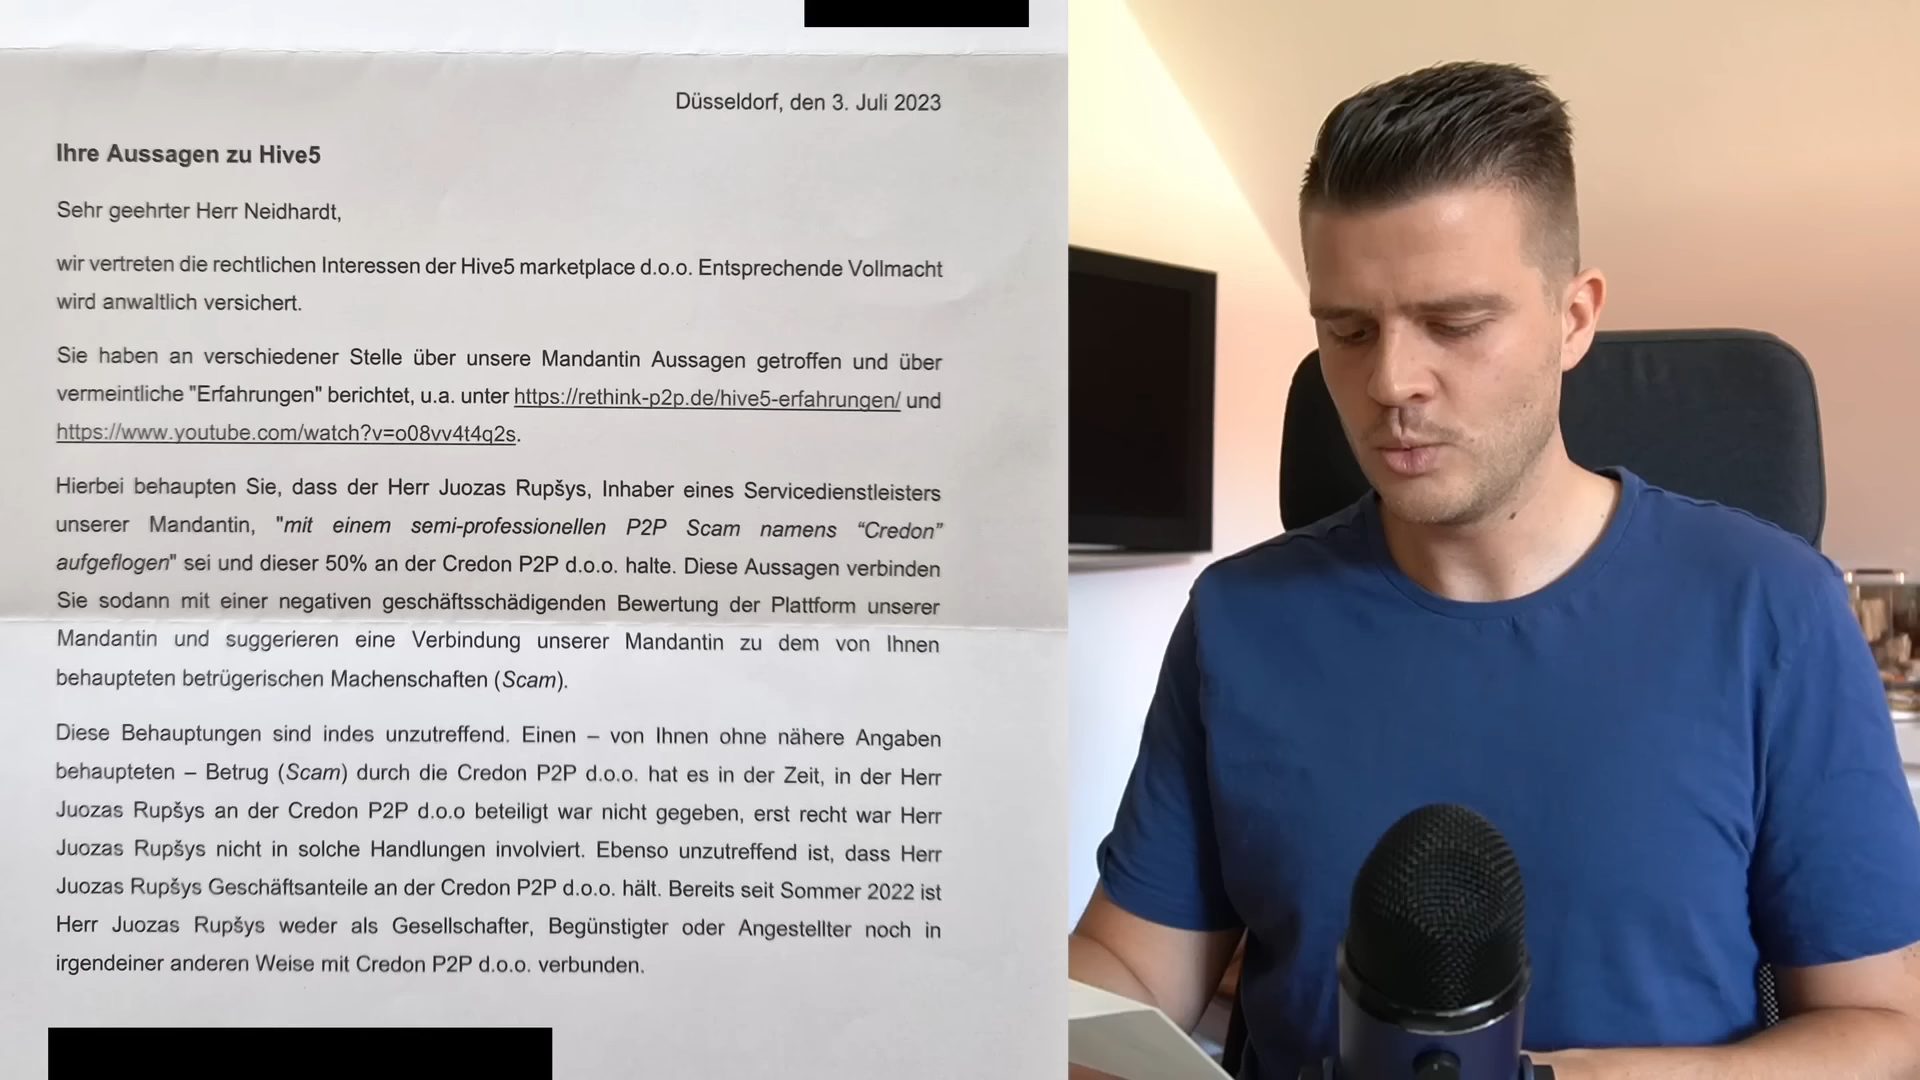 Düsseldorf, den 3. Juli 2023
Ihre Aussagen zu Hive5
Sehr geehrter Herr Neidhardt,
wir vertreten die rechtlichen Interessen der Hive5 marketplace d.o.o. Entsprechende Vollmacht
wird anwaltlich versichert.
Sie haben an verschiedener Stelle über unsere Mandantin Aussagen getroffen und über
vermeintliche "Erfahrungen" berichtet, u.a. unter https://rethink-p2p.de/hive5-erfahrungen/ und
https://www.youtube.com/watch?v=o08vv4t4q2s.
Hierbei behaupten Sie, dass der Herr Juozas Rupšys, Inhaber eines Servicedienstleisters
unserer Mandantin, "mit einem semi-professionellen P2P Scam namens “Credon”
aufgeflogen" sei und dieser 50% an der Credon P2P d.o.o. halte. Diese Aussagen verbinden
Sie sodann mit einer negativen geschäftsschädigenden Bewertung der Plattform unserer
Mandantin und suggerieren eine Verbindung unserer Mandantin zu dem von Ihnen
behaupteten betrügerischen Machenschaften (Scam).
Diese Behauptungen sind indes unzutreffend. Einen – von Ihnen ohne nähere Angaben
behaupteten – Betrug (Scam) durch die Credon P2P d.o.o. hat es in der Zeit, in der Herr
Juozas Rupšys an der Credon P2P d.o.o beteiligt war nicht gegeben, erst recht war Herr
Juozas Rupšys nicht in solche Handlungen involviert. Ebenso unzutreffend ist, dass Herr
Juozas Rupšys Geschäftsanteile an der Credon P2P d.o.o. hält. Bereits seit Sommer 2022 ist
Herr Juozas Rupšys weder als Gesellschafter, Begünstigter oder Angestellter noch in
irgendeiner anderen Weise mit Credon P2P d.o.o. verbunden.